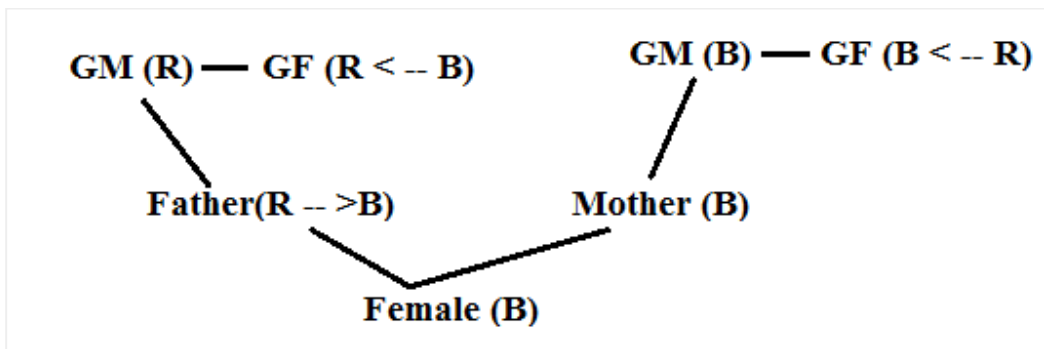 GM (R) GF (R < -- B) GM (B) GF (B < -- R)
Father(R -- >B) Mother (B)
Female (B)